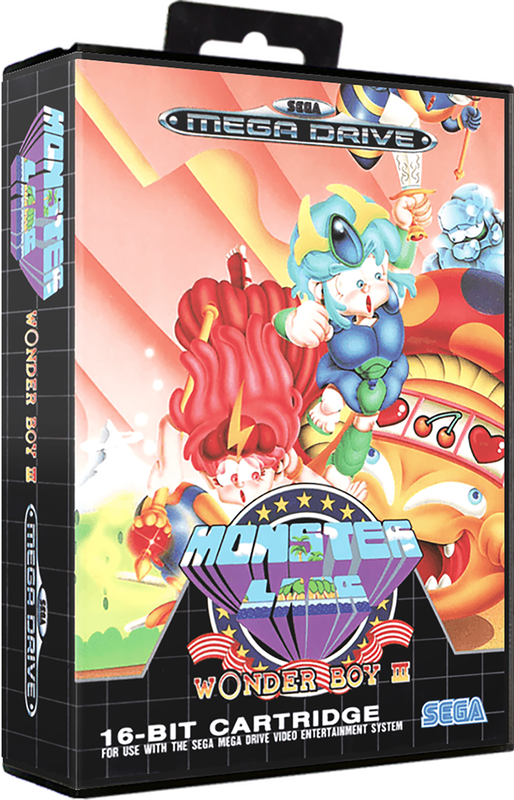 MONSTER
LAIR
WONDER BOY III
SEGA
MEGA DRIVE
SEGA
MEGA DRIVE
MONSTER
LAIR
WONDER BOY III
16-BIT CARTRIDGE
FOR USE WITH THE SEGA MEGA DRIVE VIDEO ENTERTAINMENT SYSTEM
SEGA